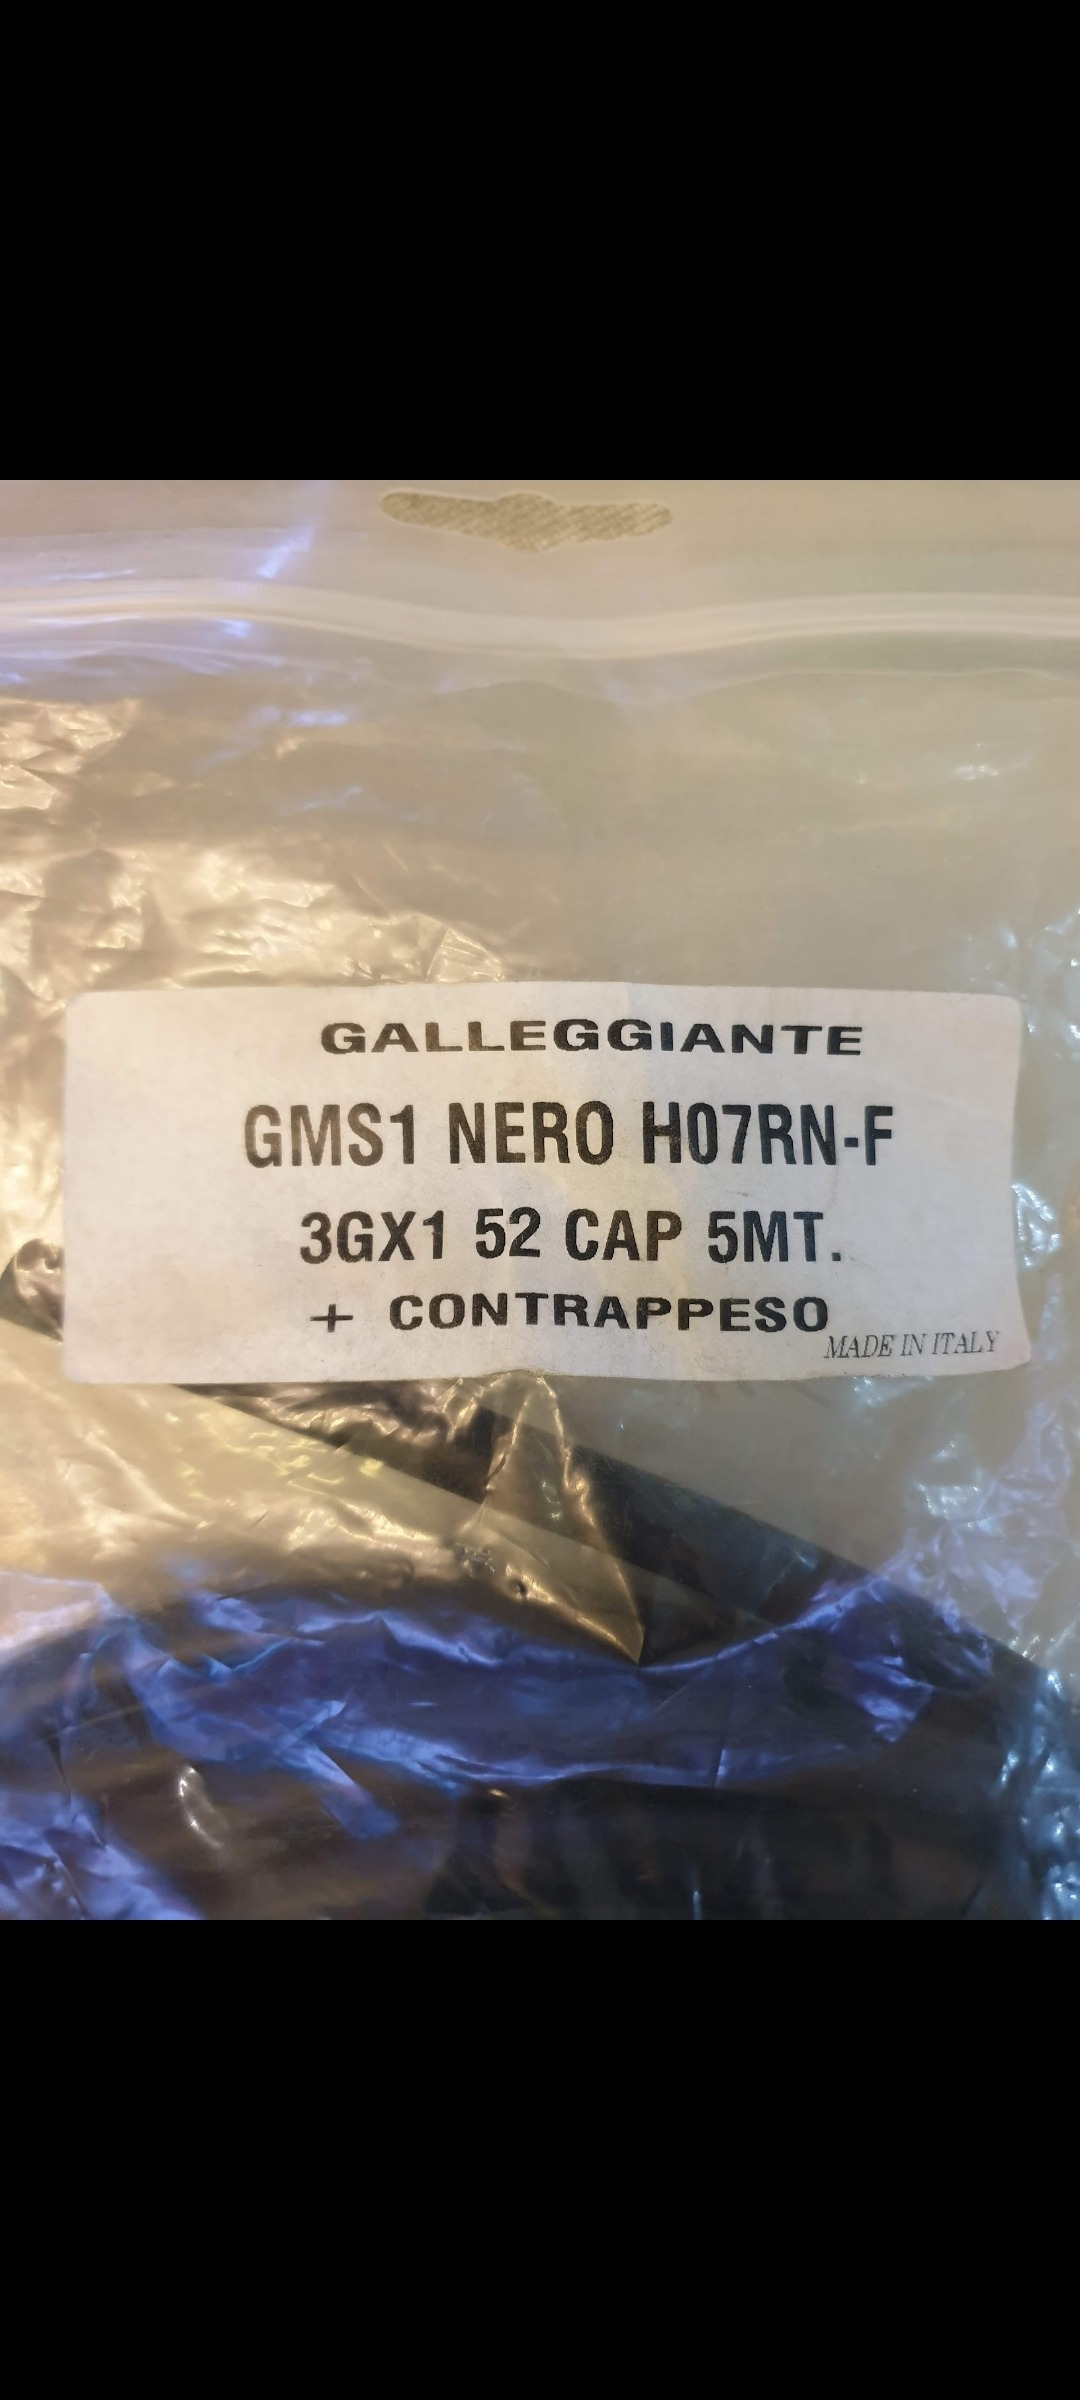 GALLEGGIANTE
GMS1 NERO H07RN-F
3GX1 52 CAP 5MT.
+ CONTRAPPESO
MADE IN ITALY